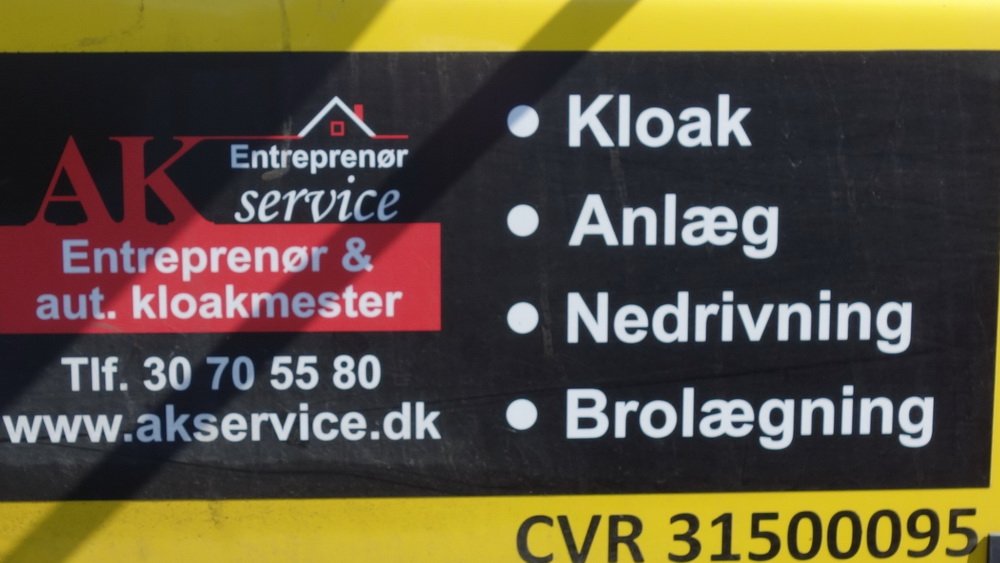 AK
Entreprenør
service
Entreprenør &
aut. kloakmester
Tlf. 30 70 55 80
www.akservice.dk
• Kloak
• Anlæg
• Nedrivning
• Brolægning
CVR 31500095